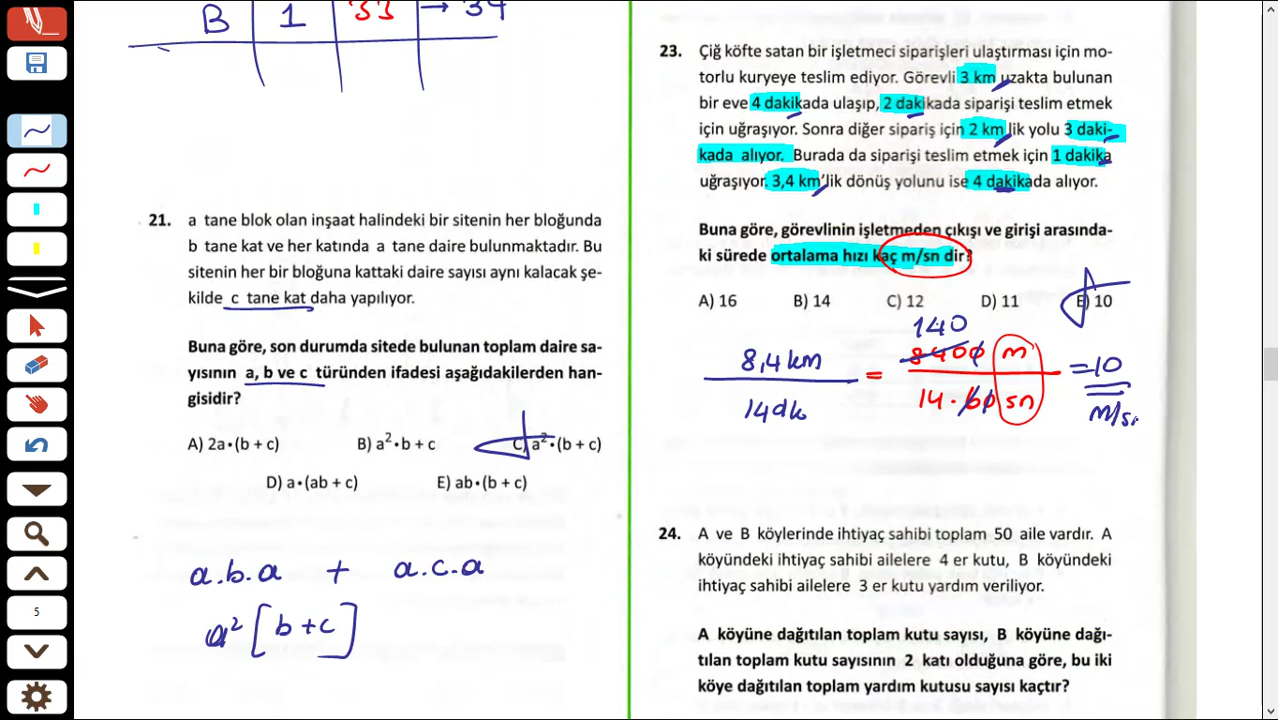 B 1 33 → 34
21. a tane blok olan inşaat halindeki bir sitenin her bloğunda
b tane kat ve her katında a tane daire bulunmaktadır. Bu
sitenin her bir bloğuna kattaki daire sayısı aynı kalacak şe-
kilde c tane kat daha yapılıyor.
Buna göre, son durumda sitede bulunan toplam daire sa-
yısının a, b ve c türünden ifadesi aşağıdakilerden han-
gisidir?
A) 2a•(b + c) B) a²•b + c C) a²•(b + c)
D) a•(ab + c) E) ab•(b + c)
a.b.a + a.c.a
a² [b+c]
5
23. Çiğ köfte satan bir işletmeci siparişleri ulaştırması için mo-
torlu kuryeye teslim ediyor. Görevli 3 km uzakta bulunan
bir eve 4 dakikada ulaşıp, 2 dakikada siparişi teslim etmek
için uğraşıyor. Sonra diğer sipariş için 2 km lik yolu 3 daki-
kada alıyor. Burada da siparişi teslim etmek için 1 dakika
uğraşıyor. 3,4 km'lik dönüş yolunu ise 4 dakikada alıyor.
Buna göre, görevlinin işletmeden çıkışı ve girişi arasında-
ki sürede ortalama hızı kaç m/sn dir?
A) 16 B) 14 C) 12 D) 11 E) 10
140
8,4 km 8400 m
= =10
14dk 14.60 sn m/sn
24. A ve B köylerinde ihtiyaç sahibi toplam 50 aile vardır. A
köyündeki ihtiyaç sahibi ailelere 4 er kutu, B köyündeki
ihtiyaç sahibi ailelere 3 er kutu yardım veriliyor.
A köyüne dağıtılan toplam kutu sayısı, B köyüne dağı-
tılan toplam kutu sayısının 2 katı olduğuna göre, bu iki
köye dağıtılan toplam yardım kutusu sayısı kaçtır?